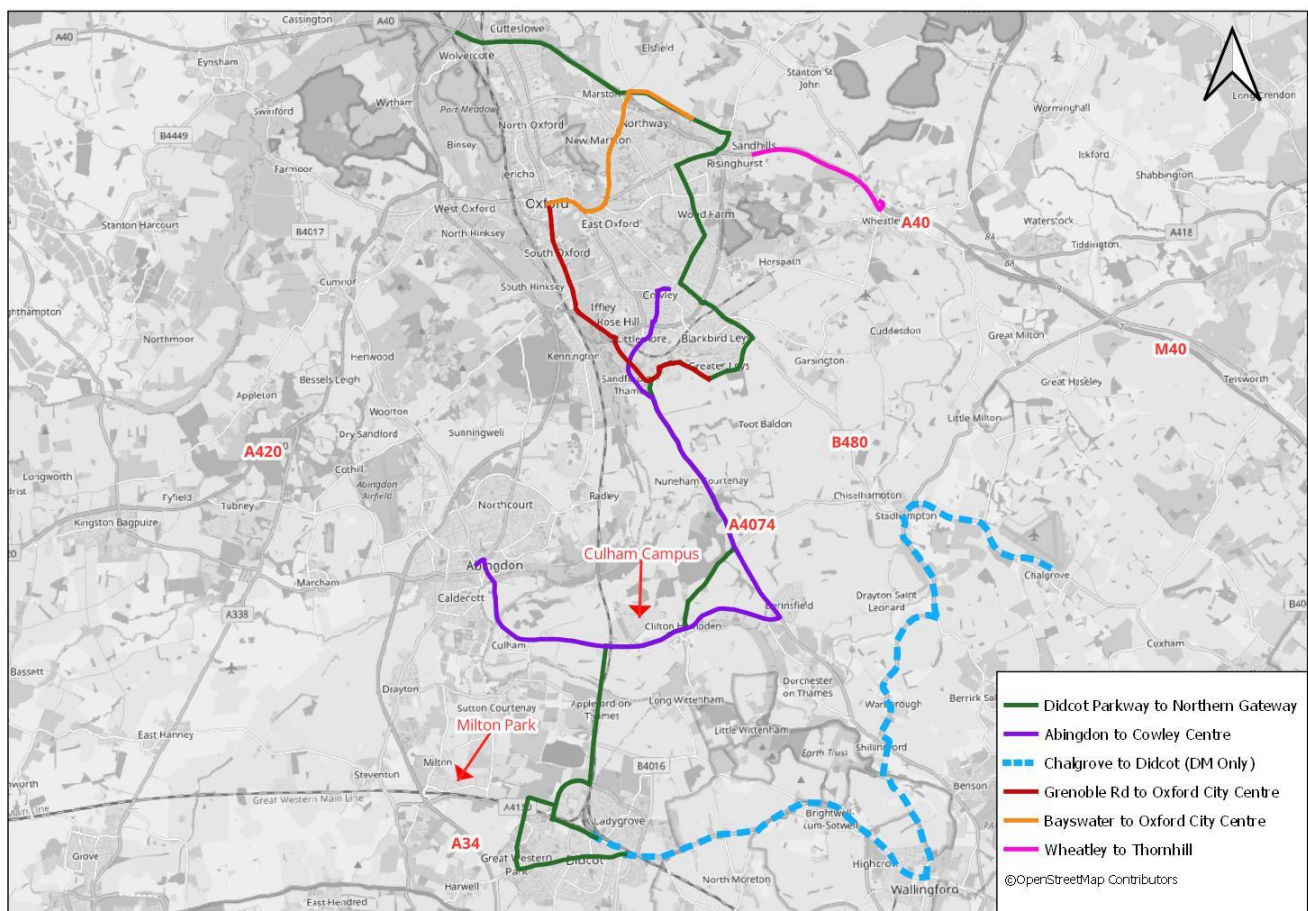 Cassington
A40
Cutteslowe
A40
Eynsham
Wolvercote
Elsfield
Stanton St.
John
Long Crendon
Swinford
Wytham
Port Meadow
Marston
Worminghall
B4449
North Oxford
Northway
Binsey
New Marston
Sandhills
Ickford
Farmoor
Jericho
Risinghurst
Shabbington
Stanton Harcourt
West Oxford
Oxford
Wood Farm
Wheatley
A40
Waterstock
A418
B4017
North Hinksey
East Oxford
8A
Tiddington
South Oxford
Horspath
8A
Cumnor
South Hinksey
Cowley
Iffley
Rose Hill
Cuddesdon
Northmoor
Littlemore
Blackbird Leys
Great Milton
7
Henwood
Kennington
Garsington
M40
Bessels Leigh
Greater Leys
Great Haseley
Tetsworth
Appleton
Wootton
Sandford-on-
Thames
Little Milton
Dry Sandford
Sunningwell
Toot Baldon
A420
B480
Longworth
Cothill
Abingdon
Airfield
Fyfield
Tubney
Northcourt
Radley
Nuneham Courtenay
Chiselhampton
Kingston Bagpuize
Stadhampton
A4074
Culham Campus
Abingdon
Marcham
Chalgrove
Caldecott
Drayton Saint
Leonard
A338
Berinsfield
Clifton Hampden
Culham
Cuxham
Drayton
Dorchester
on Thames
Long Wittenham
Warborough
Sutton Courtenay
Appleford-on-
Thames
Milton Park
East Hanney
Little Wittenham
Shillingford
Earth Trust
Milton
Steventon
B4016
Benson
Great Western Main Line
A4130
Ladygrove
Brightwell-
cum-Sotwell
A34
Great Western
Park
Didcot
Grove
Harwell
North Moreton
Highcroft
Wallingford
East Hendred
Didcot Parkway to Northern Gateway
Abingdon to Cowley Centre
Chalgrove to Didcot (DM Only)
Grenoble Rd to Oxford City Centre
Bayswater to Oxford City Centre
Wheatley to Thornhill
©OpenStreetMap Contributors